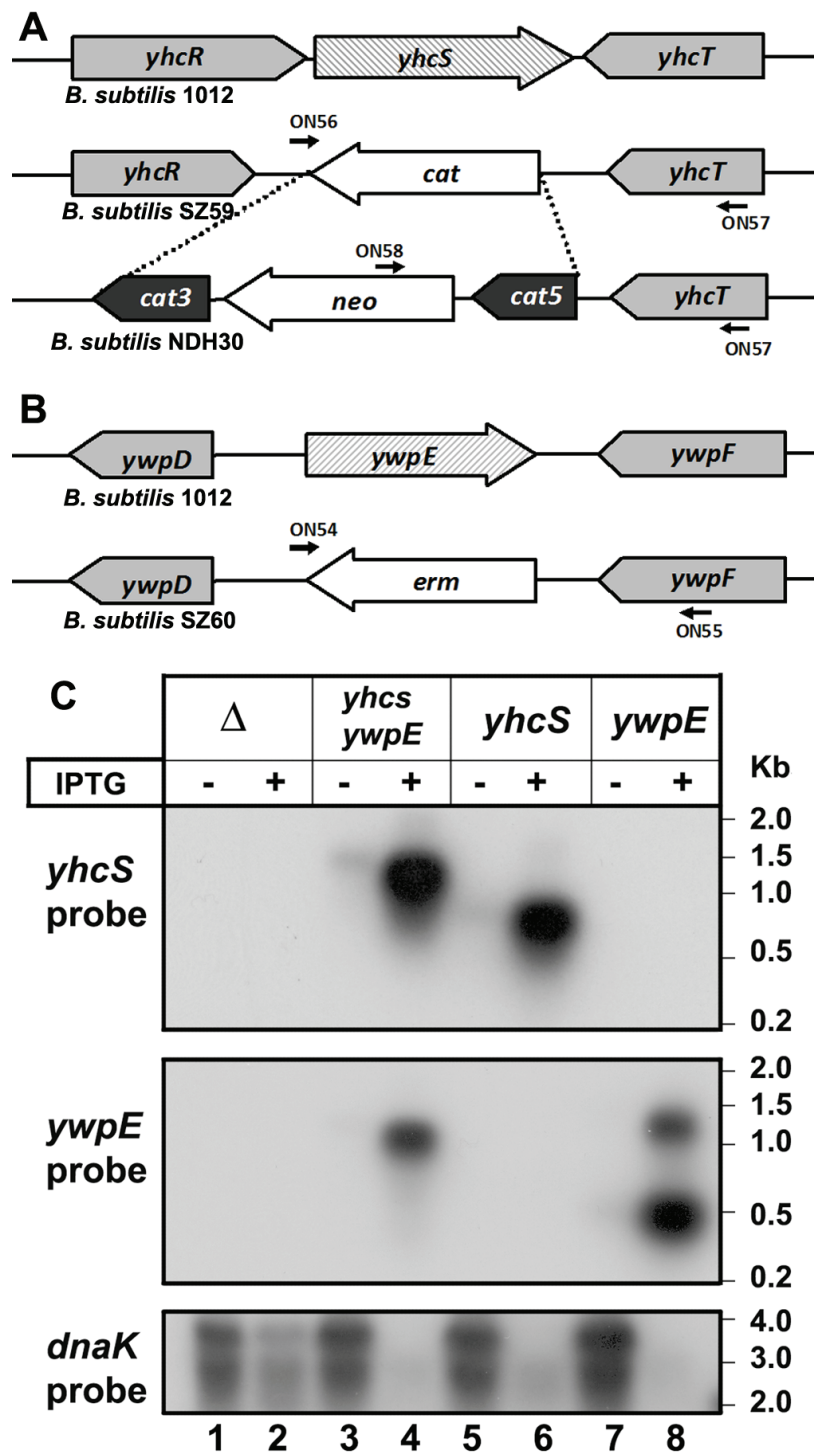 A
yhcR yhcS yhcT
B. subtilis 1012
ON56
yhcR cat yhcT
B. subtilis SZ59
ON57
ON58
cat3 neo cat5 yhcT
B. subtilis NDH30
ON57
B
ywpD ywpE ywpF
B. subtilis 1012
ON54
ywpD erm ywpF
B. subtilis SZ60
ON55
C
Δ yhcs ywpE yhcS ywpE
IPTG - + - + - + - +
Kb
yhcS probe
2.0
1.5
1.0
0.5
0.2
ywpE probe
2.0
1.5
1.0
0.5
0.2
dnaK probe
4.0
3.0
2.0
1 2 3 4 5 6 7 8